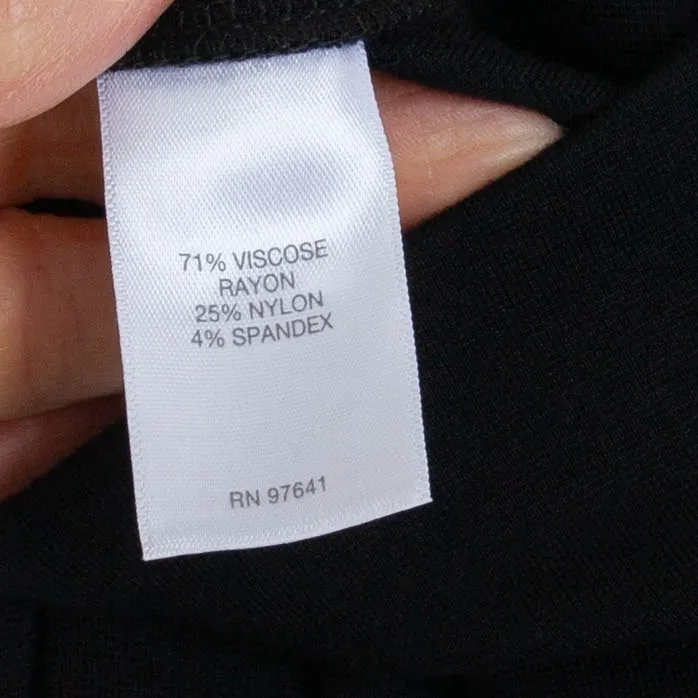 71% VISCOSE
RAYON
25% NYLON
4% SPANDEX
RN 97641